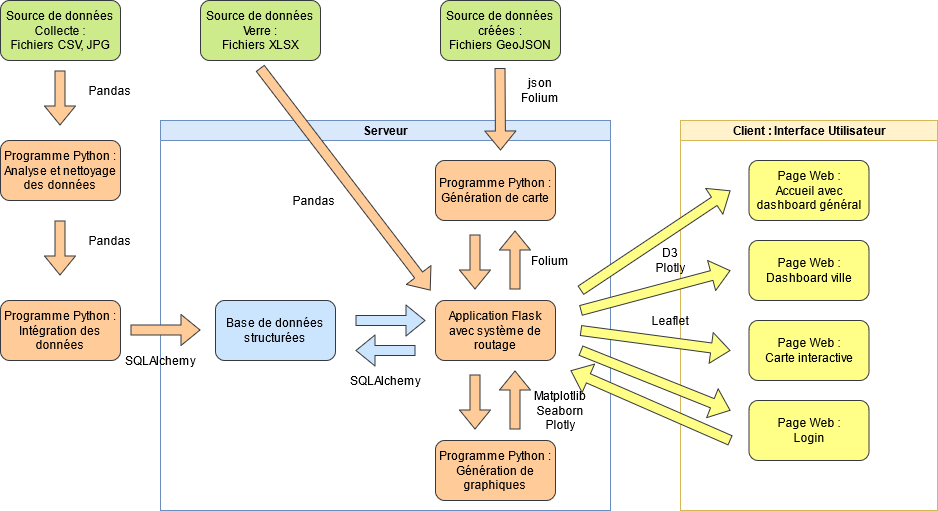 Source de données
Collecte :
Fichiers CSV, JPG
Source de données
Verre :
Fichiers XLSX
Source de données
créées :
Fichiers GeoJSON
Pandas
json
Folium
Serveur
Client : Interface Utilisateur
Programme Python :
Analyse et nettoyage
des données
Pandas
Programme Python :
Génération de carte
Page Web :
Accueil avec
dashboard général
Pandas
Folium
D3
Plotly
Page Web :
Dashboard ville
Programme Python :
Intégration des
données
SQLAlchemy
Base de données
structurées
SQLAlchemy
Application Flask
avec système de
routage
Leaflet
Page Web :
Carte interactive
Matplotlib
Seaborn
Plotly
Page Web :
Login
Programme Python :
Génération de
graphiques